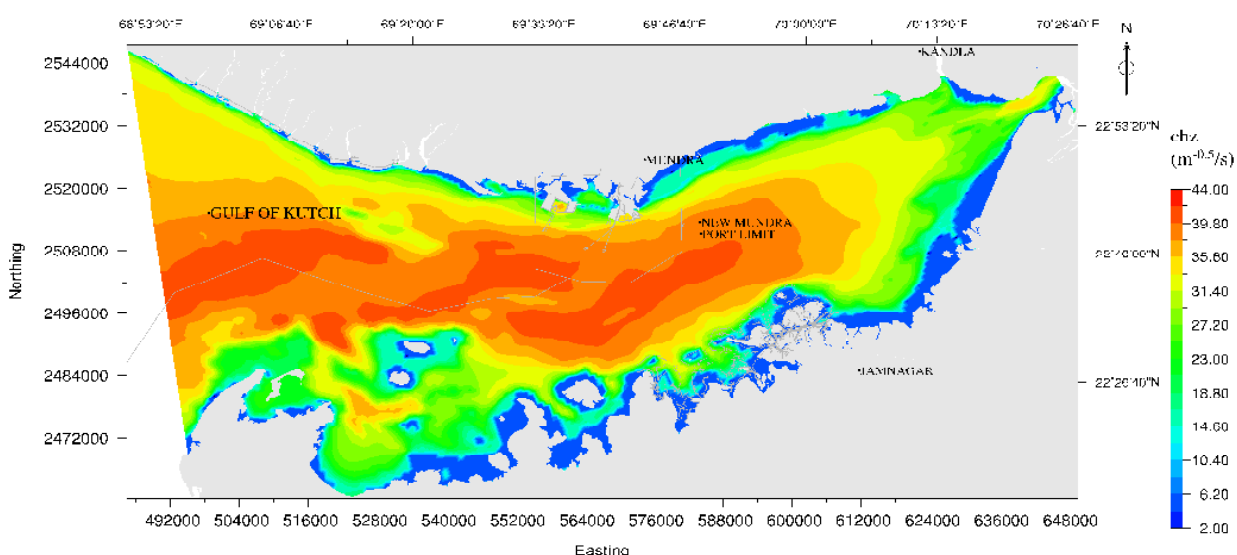 68°53'20"E 69°06'40"E 69°20'00"E 69°33'20"E 69°46'40"E 70°00'00"E 70°13'20"E 70°26'40"E
N
KANDLA
2544000
2532000
2520000
2508000
2496000
2484000
2472000
Northing
MUNDRA
GULF OF KUTCH
NEW MUNDRA
PORT LIMIT
JAMNAGAR
22°53'20"N
22°40'00"N
22°26'40"N
chz
(m⁻⁰·⁵/s)
44.00
39.80
35.60
31.40
27.20
23.00
18.80
14.60
10.40
6.20
2.00
492000 504000 516000 528000 540000 552000 564000 576000 588000 600000 612000 624000 636000 648000
Easting